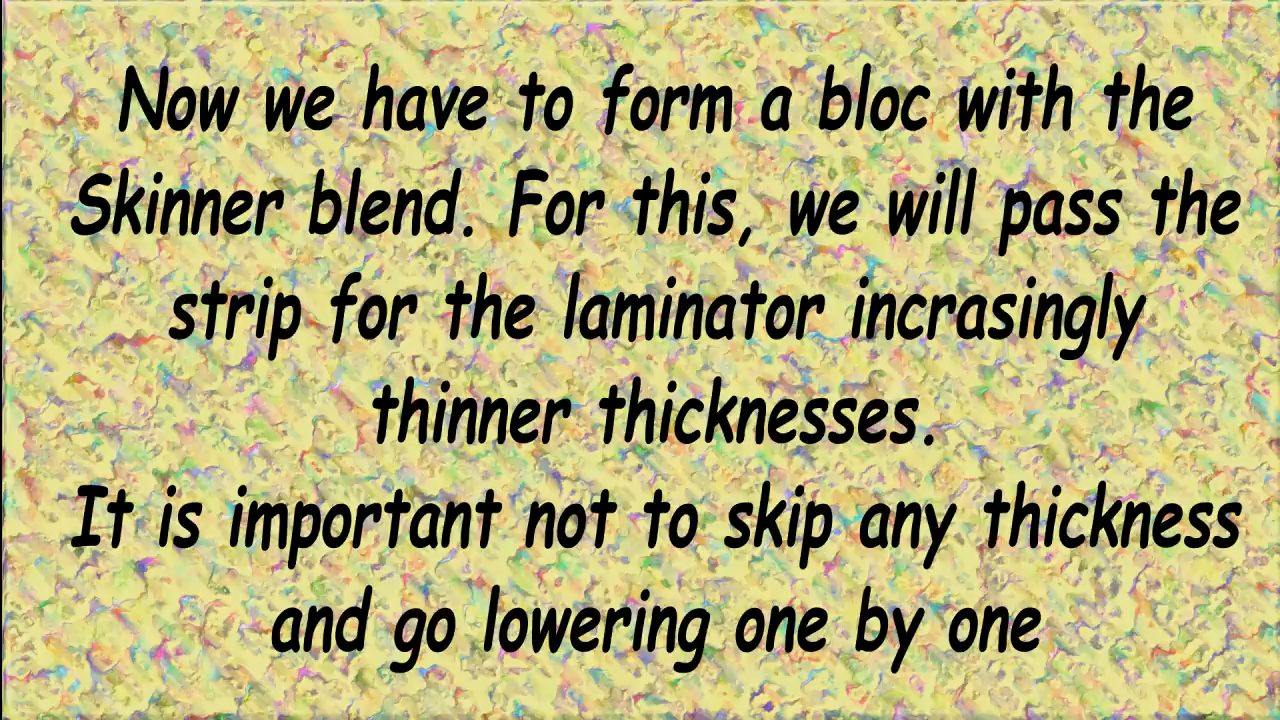 Now we have to form a bloc with the
Skinner blend. For this, we will pass the
strip for the laminator incrasingly
thinner thicknesses.
It is important not to skip any thickness
and go lowering one by one